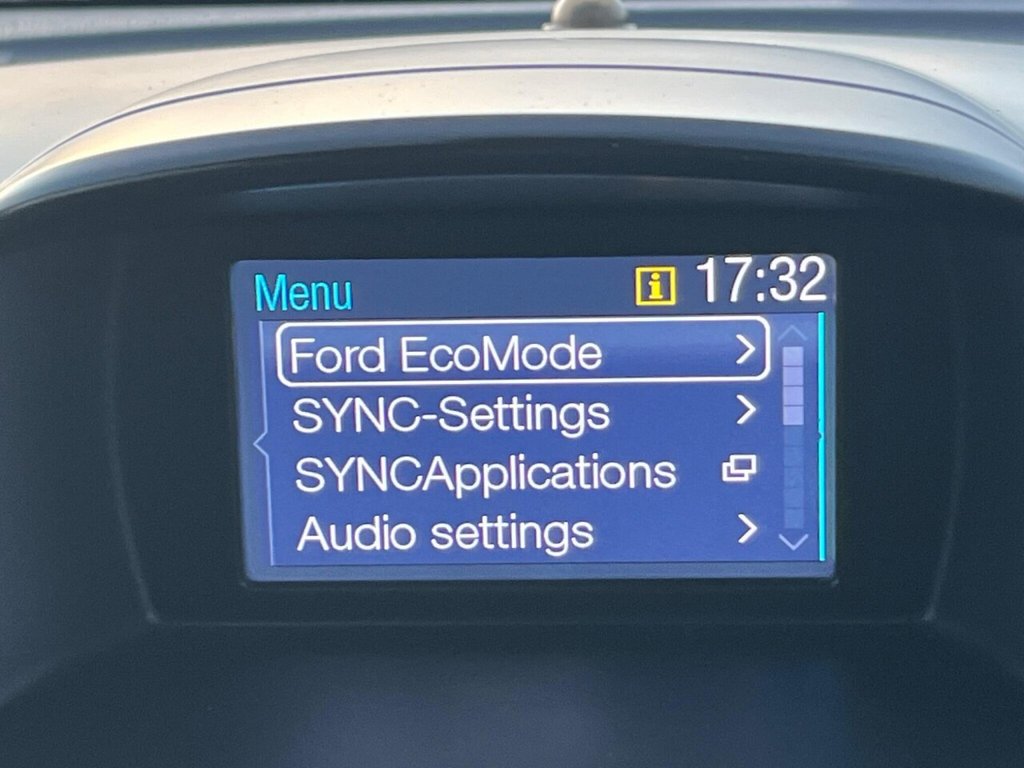 Menu i 17:32
Ford EcoMode
SYNC-Settings
SYNCApplications
Audio settings